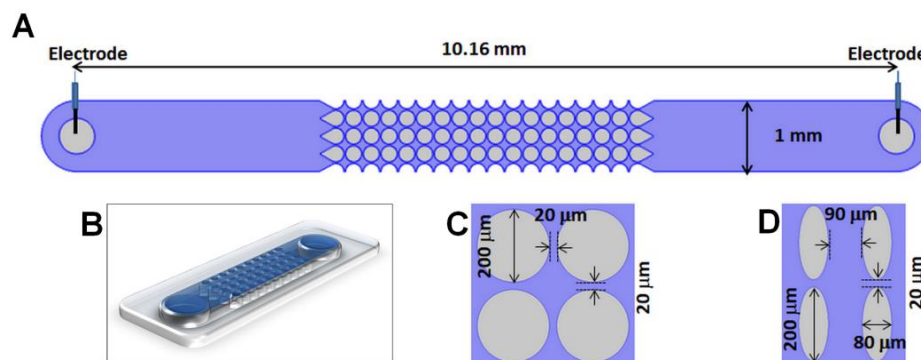 A
Electrode
10.16 mm
Electrode
1 mm
B
C
20 μm
200 μm
20 μm
D
90 μm
20 μm
200 μm
80 μm